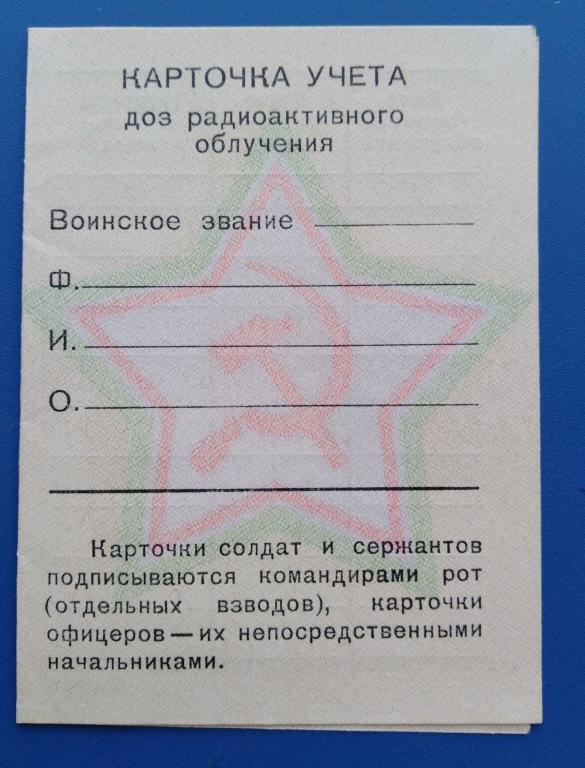 КАРТОЧКА УЧЕТА
доз радиоактивного
облучения
Воинское звание
Ф.
И.
О.
Карточки солдат и сержантов
подписываются командирами рот
(отдельных взводов), карточки
офицеров — их непосредственными
начальниками.